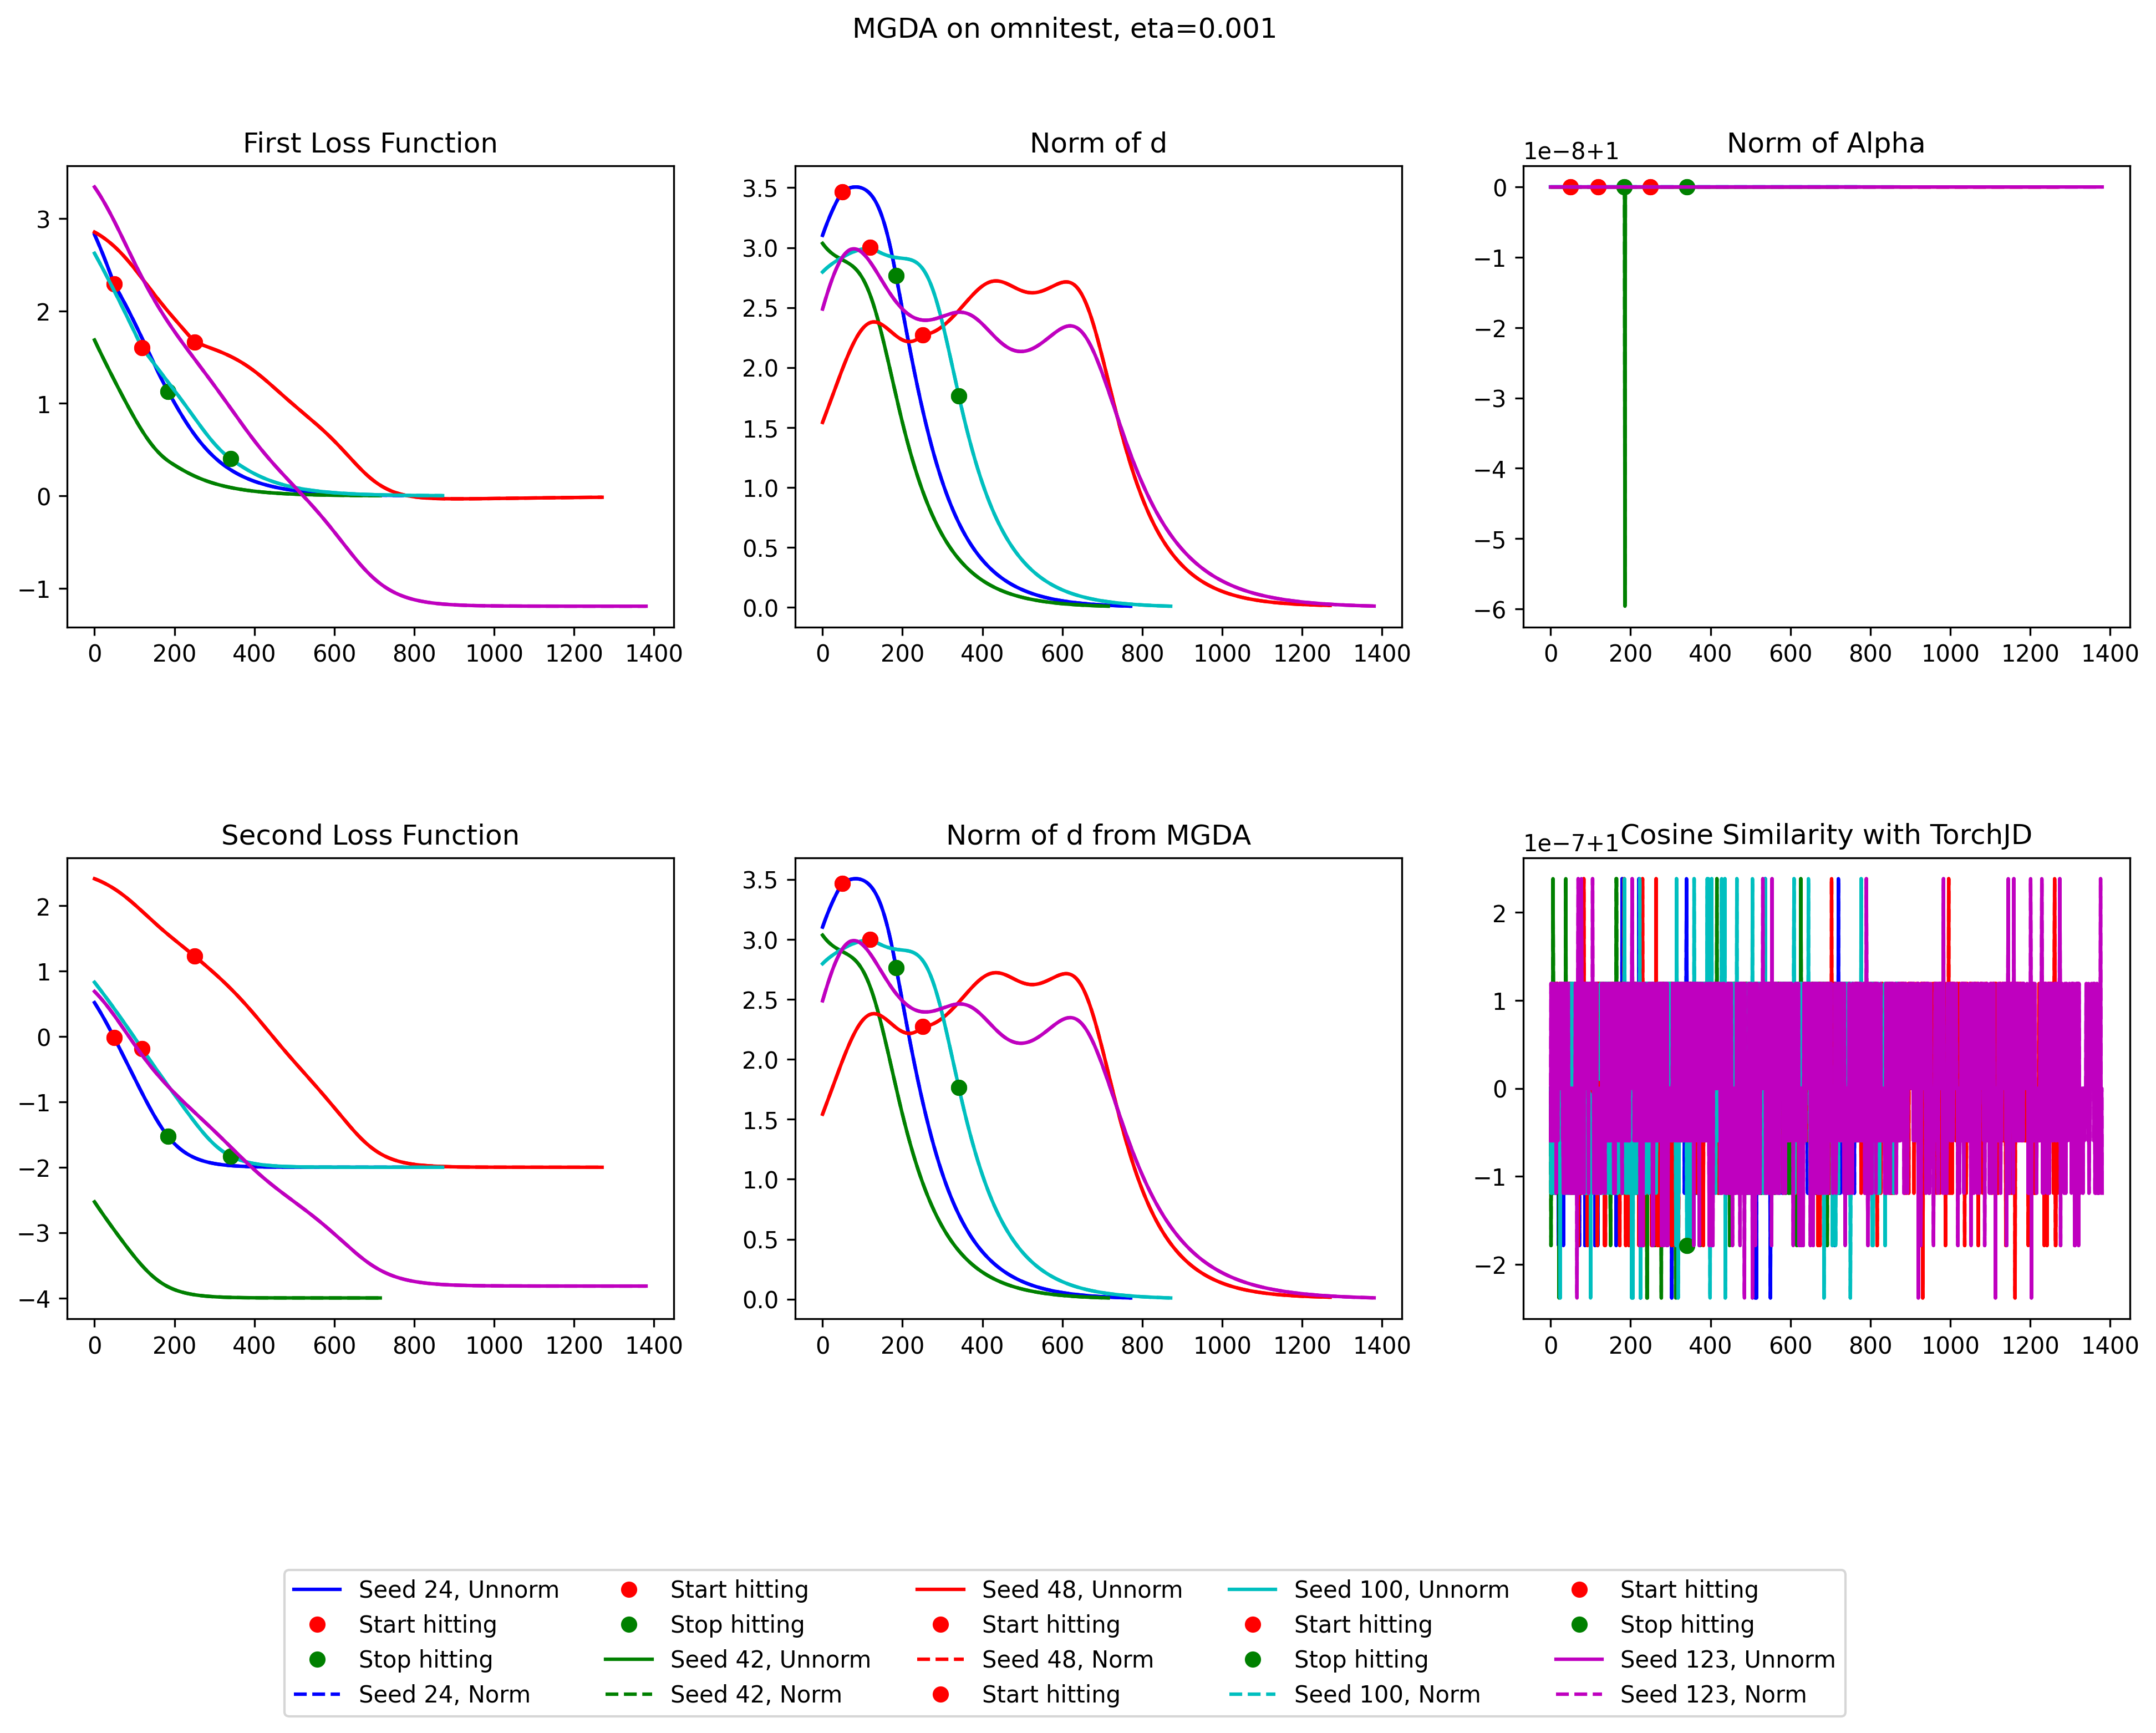 MGDA on omnitest, eta=0.001
First Loss Function
3
2
1
0
−1
0 200 400 600 800 1000 1200 1400
Norm of d
3.5
3.0
2.5
2.0
1.5
1.0
0.5
0.0
0 200 400 600 800 1000 1200 1400
1e−8+1
Norm of Alpha
0
−1
−2
−3
−4
−5
−6
0 200 400 600 800 1000 1200 1400
Second Loss Function
2
1
0
−1
−2
−3
−4
0 200 400 600 800 1000 1200 1400
Norm of d from MGDA
3.5
3.0
2.5
2.0
1.5
1.0
0.5
0.0
0 200 400 600 800 1000 1200 1400
1e−7+1
Cosine Similarity with TorchJD
2
1
0
−1
−2
0 200 400 600 800 1000 1200 1400
Seed 24, Unnorm
Start hitting
Stop hitting
Seed 24, Norm
Start hitting
Stop hitting
Seed 42, Unnorm
Seed 42, Norm
Seed 48, Unnorm
Start hitting
Seed 48, Norm
Start hitting
Seed 100, Unnorm
Start hitting
Stop hitting
Seed 100, Norm
Start hitting
Stop hitting
Seed 123, Unnorm
Seed 123, Norm